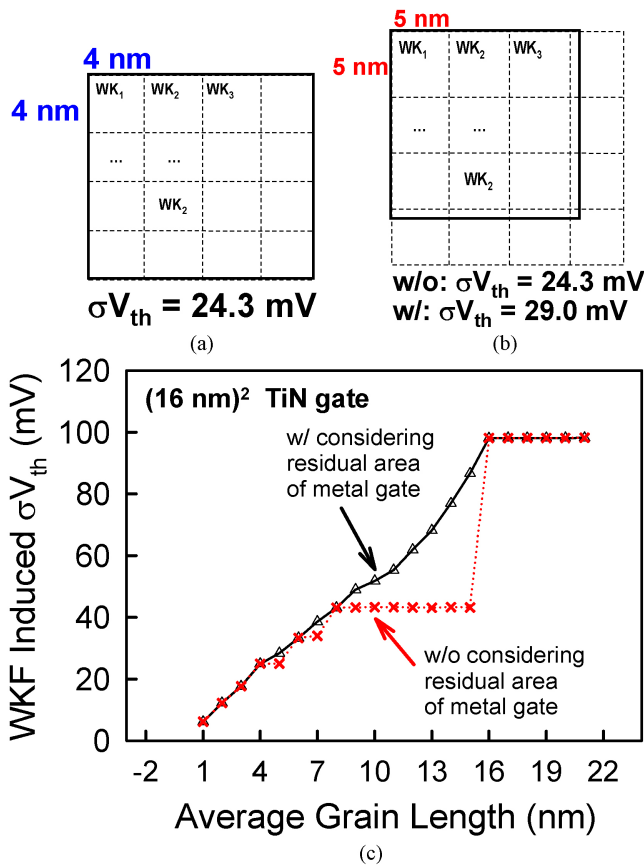 4 nm
4 nm
WK1 WK2 WK3
... ...
WK2
σVth = 24.3 mV
(a)
5 nm
5 nm
WK1 WK2 WK3
... ...
WK2
w/o: σVth = 24.3 mV
w/: σVth = 29.0 mV
(b)
(16 nm)² TiN gate
w/ considering
residual area
of metal gate
w/o considering
residual area
of metal gate
WKF Induced σVth (mV)
120
100
80
60
40
20
0
-2 1 4 7 10 13 16 19 22
Average Grain Length (nm)
(c)